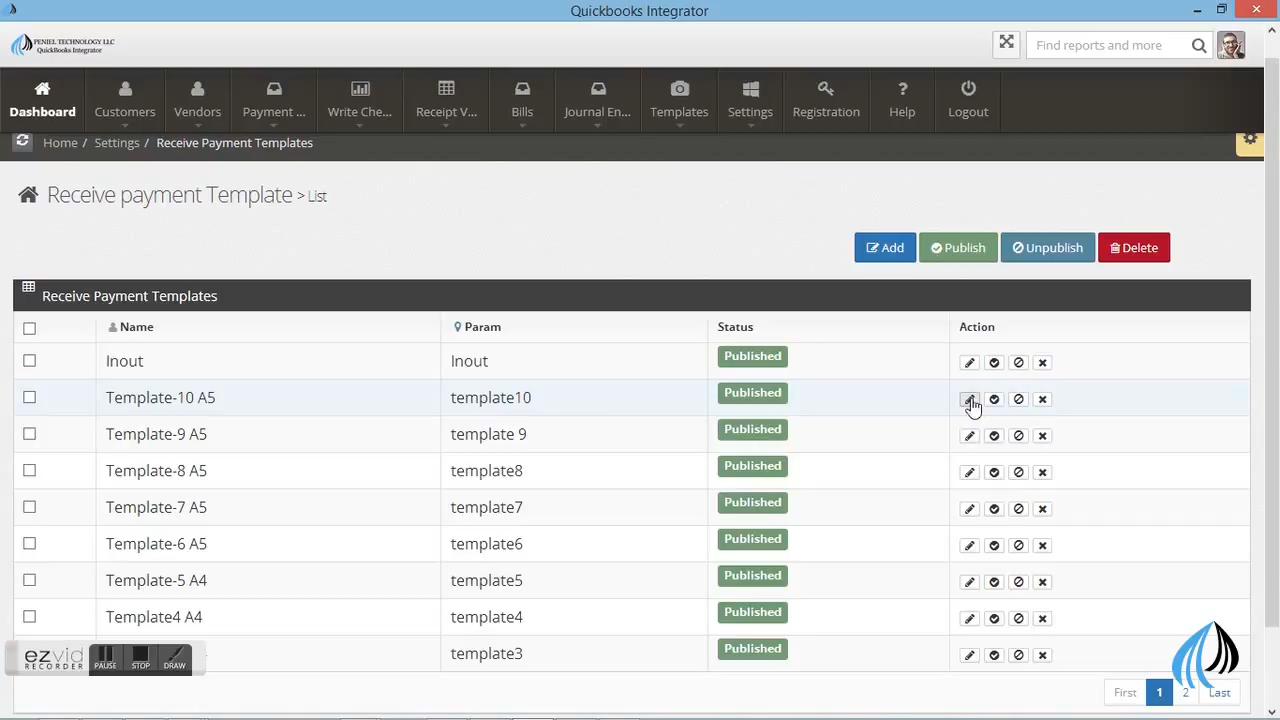 Quickbooks Integrator
PENIEL TECHNOLOGY LLC
QuickBooks Integrator
Find reports and more
Dashboard Customers Vendors Payment ... Write Che... Receipt V... Bills Journal En... Templates Settings Registration Help Logout
Home / Settings / Receive Payment Templates
Receive payment Template > List
Add Publish Unpublish Delete
Receive Payment Templates
Name Param Status Action
Inout Inout Published
Template-10 A5 template10 Published
Template-9 A5 template 9 Published
Template-8 A5 template8 Published
Template-7 A5 template7 Published
Template-6 A5 template6 Published
Template-5 A4 template5 Published
Template4 A4 template4 Published
template3 Published
ezvid
RECORDER
PAUSE STOP DRAW
First 1 2 Last